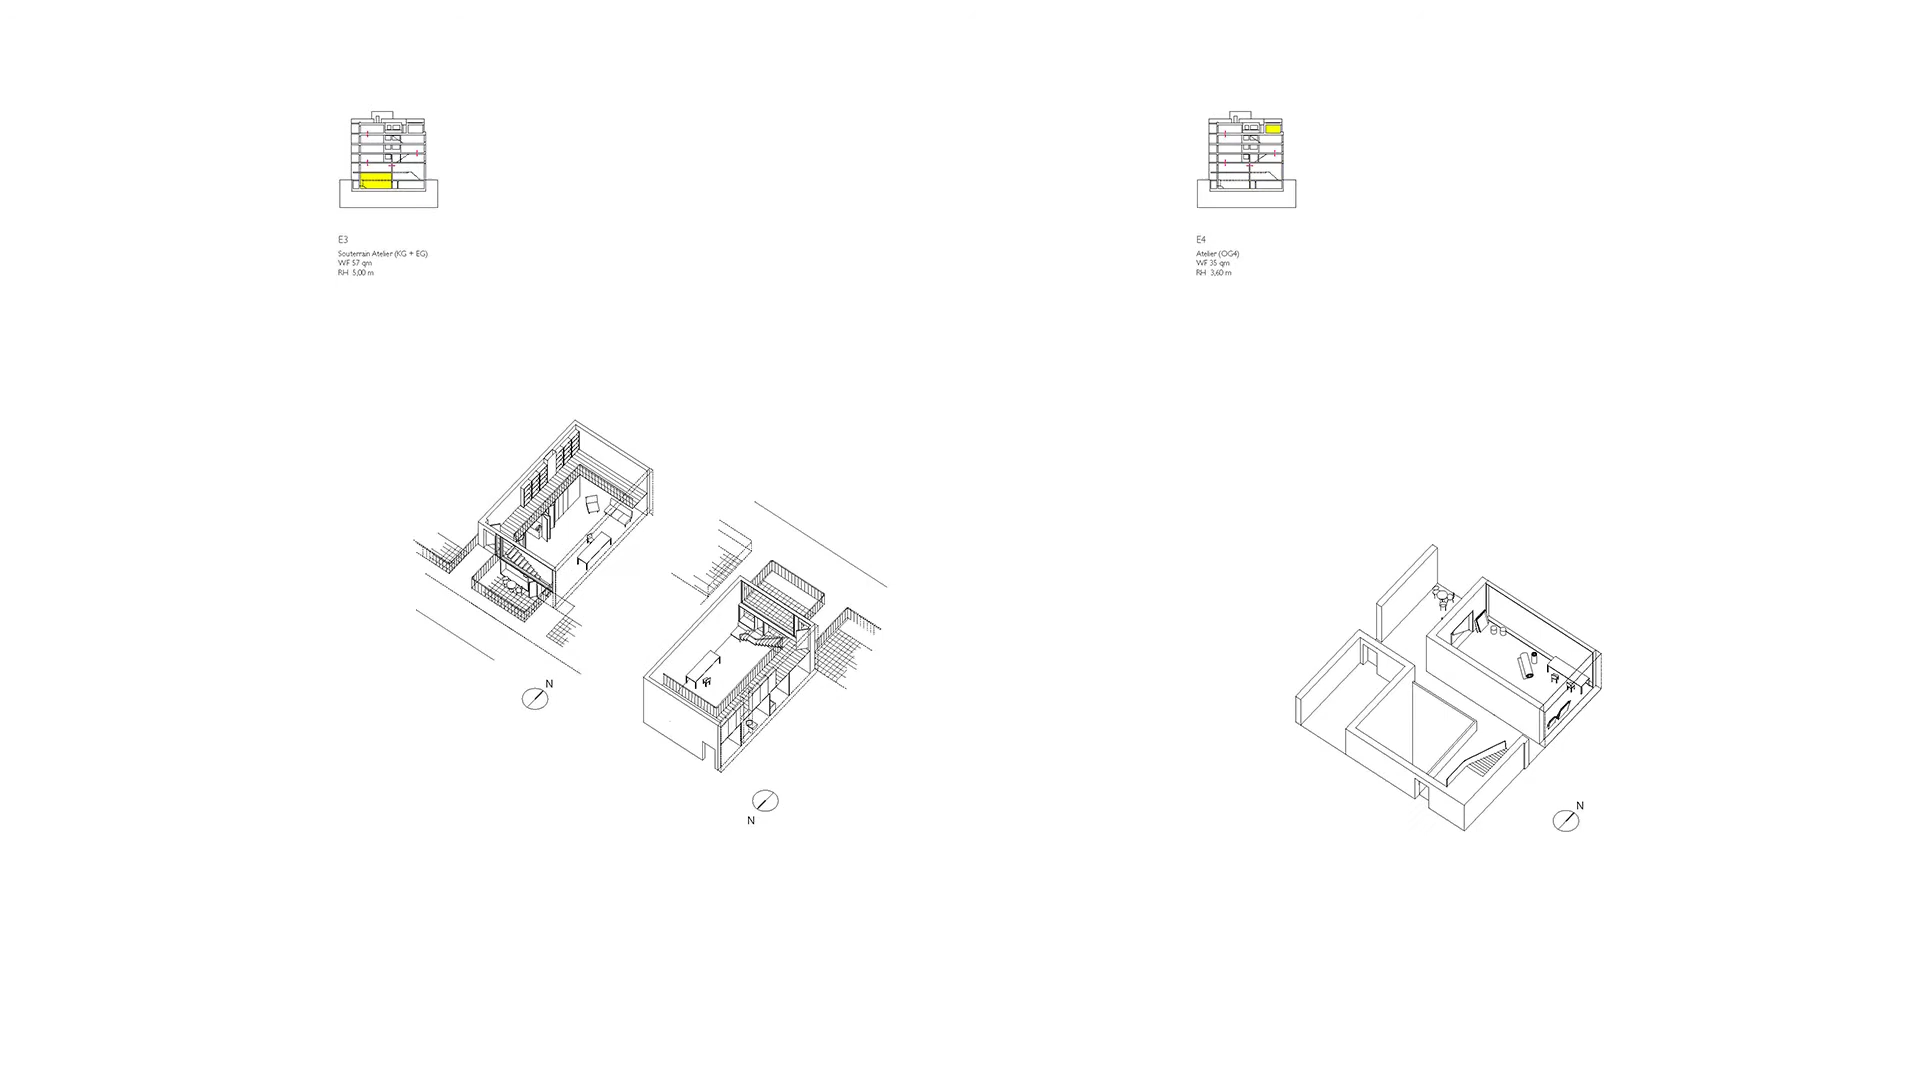 E3
Souterrain Atelier (KG + EG)
WF 57 qm
RH 5,00 m
E4
Atelier (OG4)
WF 35 qm
RH 3,60 m
N
N
N